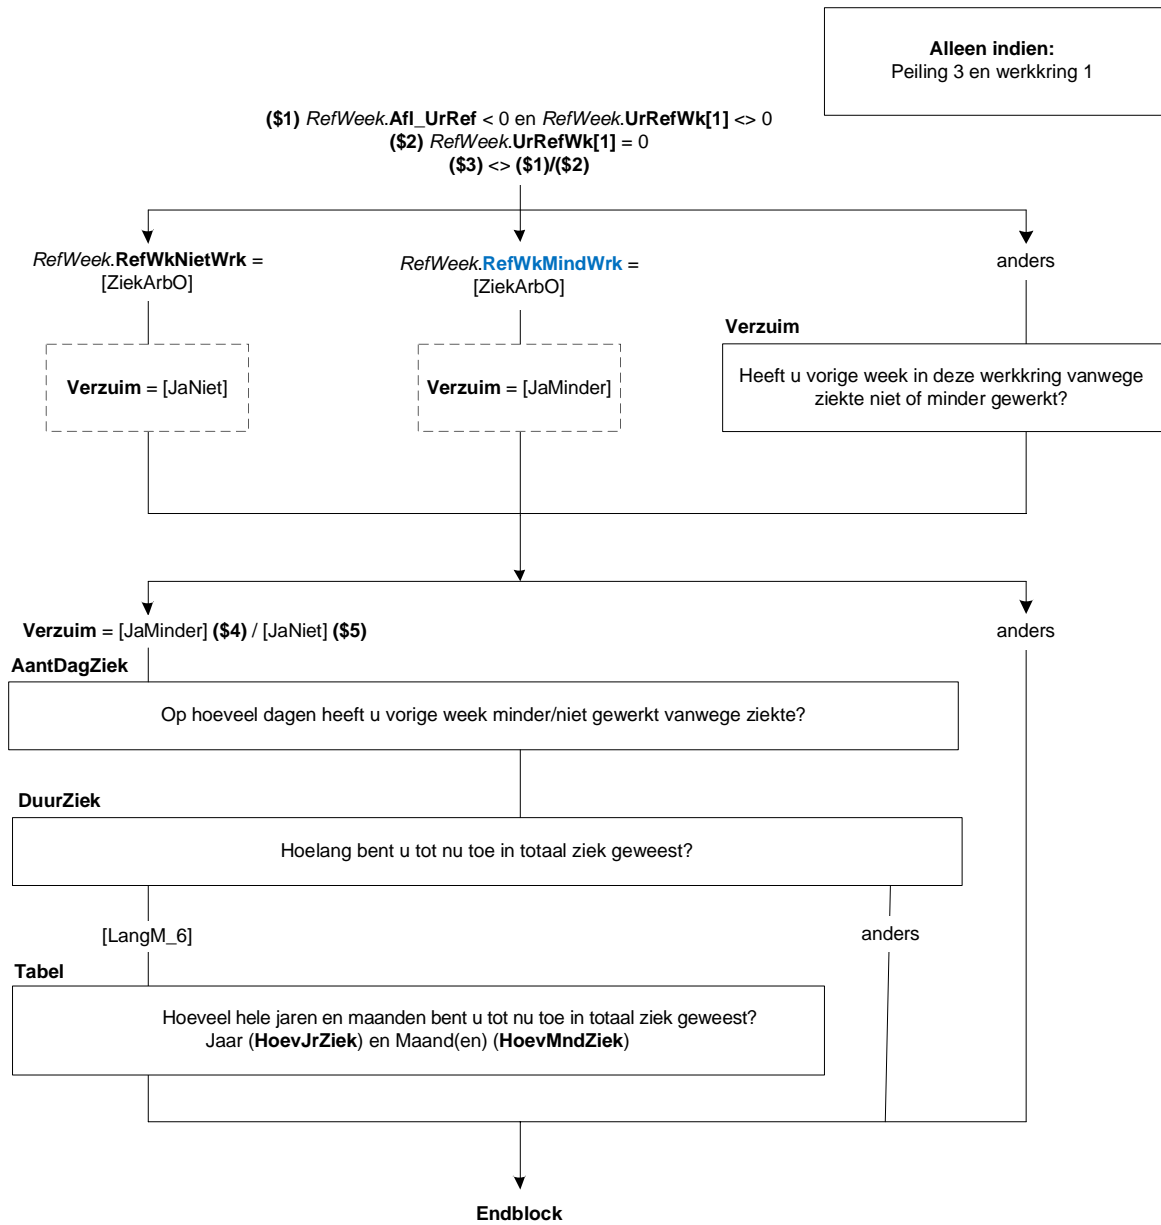 Alleen indien:
Peiling 3 en werkkring 1
($1) RefWeek.Afl_UrRef < 0 en RefWeek.UrRefWk[1] <> 0
($2) RefWeek.UrRefWk[1] = 0
($3) <> ($1)/($2)
RefWeek.RefWkNietWrk =
[ZiekArbO]
RefWeek.RefWkMindWrk =
[ZiekArbO]
anders
Verzuim
Verzuim = [JaNiet]
Verzuim = [JaMinder]
Heeft u vorige week in deze werkkring vanwege
ziekte niet of minder gewerkt?
Verzuim = [JaMinder] ($4) / [JaNiet] ($5)
anders
AantDagZiek
Op hoeveel dagen heeft u vorige week minder/niet gewerkt vanwege ziekte?
DuurZiek
Hoelang bent u tot nu toe in totaal ziek geweest?
[LangM_6]
anders
Tabel
Hoeveel hele jaren en maanden bent u tot nu toe in totaal ziek geweest?
Jaar (HoevJrZiek) en Maand(en) (HoevMndZiek)
Endblock